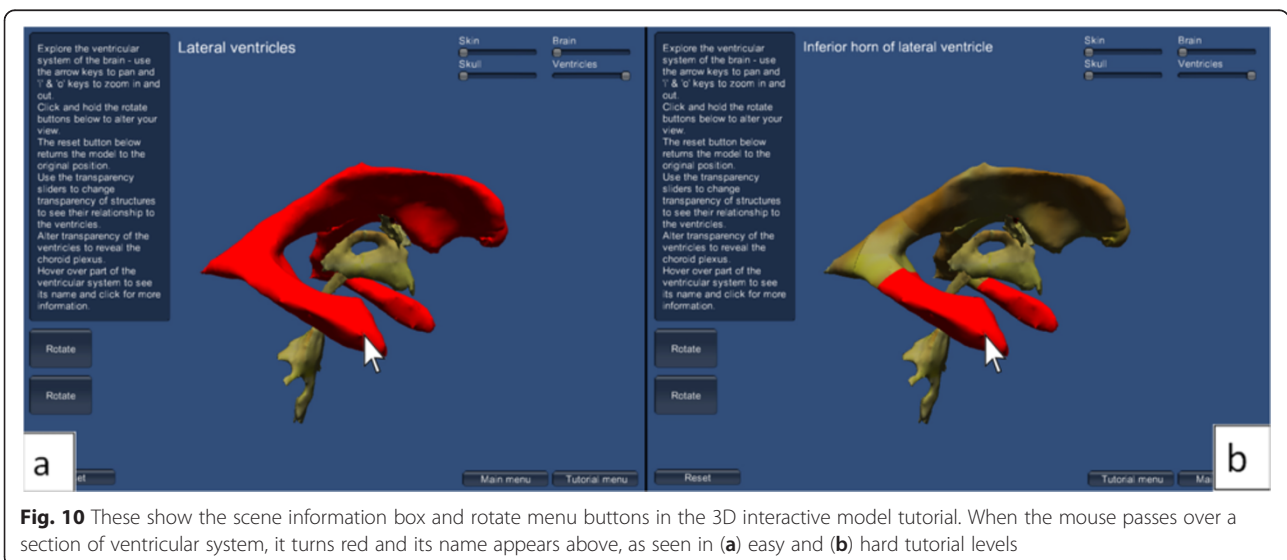 Explore the ventricular
system of the brain - use
the arrow keys to pan and
'i' & 'o' keys to zoom in and
out.
Click and hold the rotate
buttons below to alter your
view.
The reset button below
returns the model to the
original position.
Use the transparency
sliders to change
transparency of structures
to see their relationship to
the ventricles.
Alter transparency of the
ventricles to reveal the
choroid plexus.
Hover over part of the
ventricular system to see
its name and click for more
information.
Rotate
Rotate
Lateral ventricles
Skin
Brain
Skull
Ventricles
a
et
Main menu
Tutorial menu
Explore the ventricular
system of the brain - use
the arrow keys to pan and
'i' & 'o' keys to zoom in and
out.
Click and hold the rotate
buttons below to alter your
view.
The reset button below
returns the model to the
original position.
Use the transparency
sliders to change
transparency of structures
to see their relationship to
the ventricles.
Alter transparency of the
ventricles to reveal the
choroid plexus.
Hover over part of the
ventricular system to see
its name and click for more
information.
Rotate
Rotate
Inferior horn of lateral ventricle
Skin
Brain
Skull
Ventricles
Reset
Tutorial menu
Ma
b
Fig. 10 These show the scene information box and rotate menu buttons in the 3D interactive model tutorial. When the mouse passes over a
section of ventricular system, it turns red and its name appears above, as seen in (a) easy and (b) hard tutorial levels